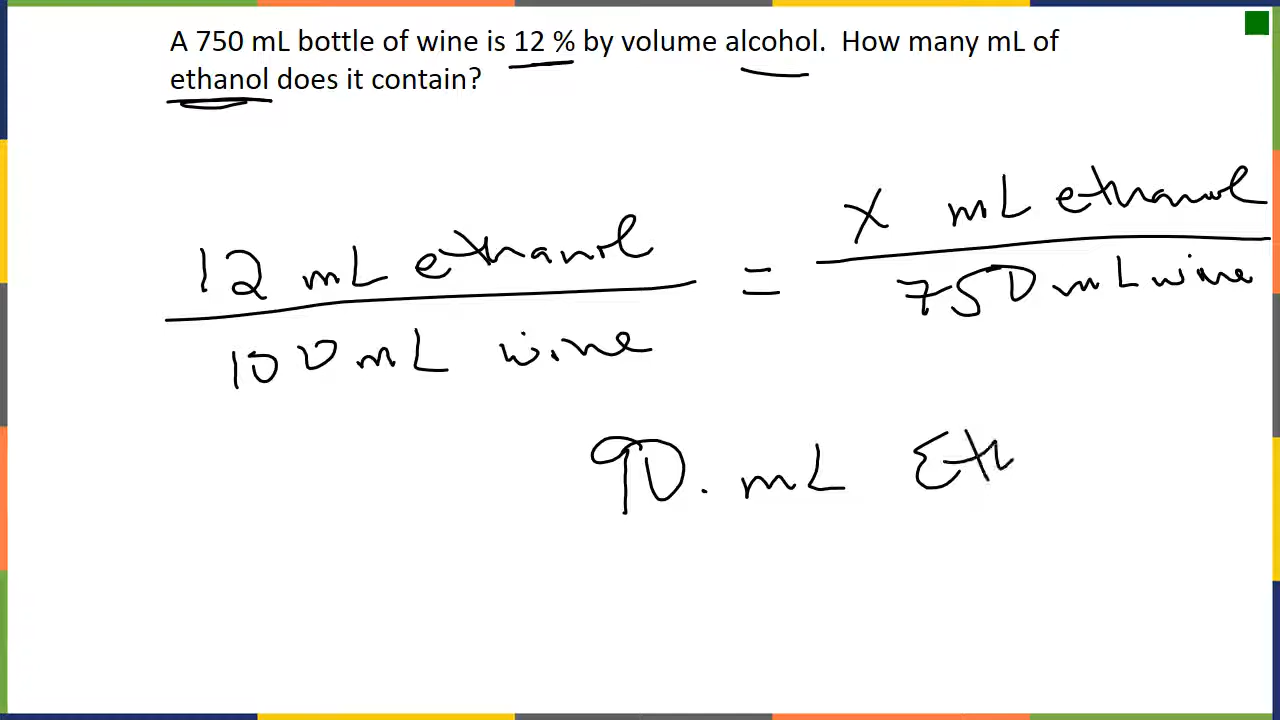 A 750 mL bottle of wine is 12 % by volume alcohol. How many mL of
ethanol does it contain?
12 mL ethanol
100 mL wine
=
X mL ethanol
750 mL wine
90. mL Eth